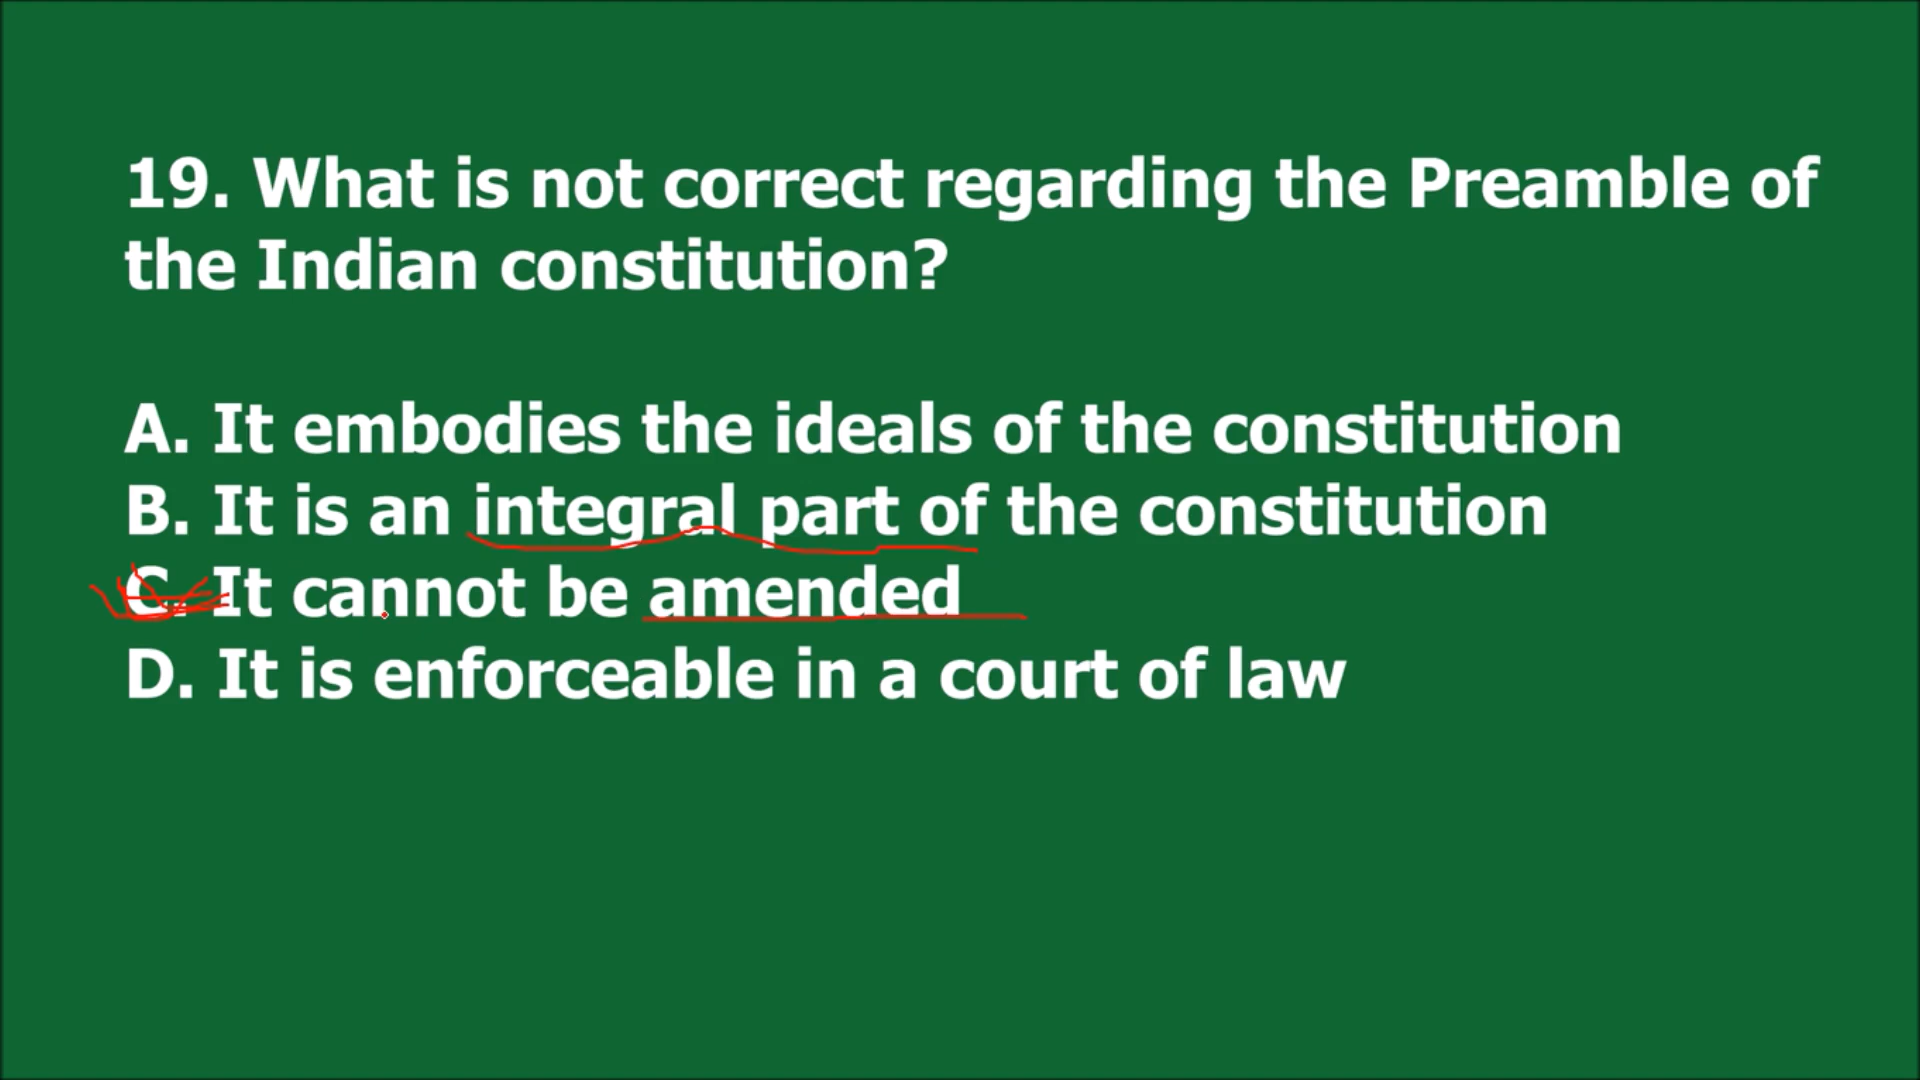 19. What is not correct regarding the Preamble of
the Indian constitution?
A. It embodies the ideals of the constitution
B. It is an integral part of the constitution
C. It cannot be amended
D. It is enforceable in a court of law